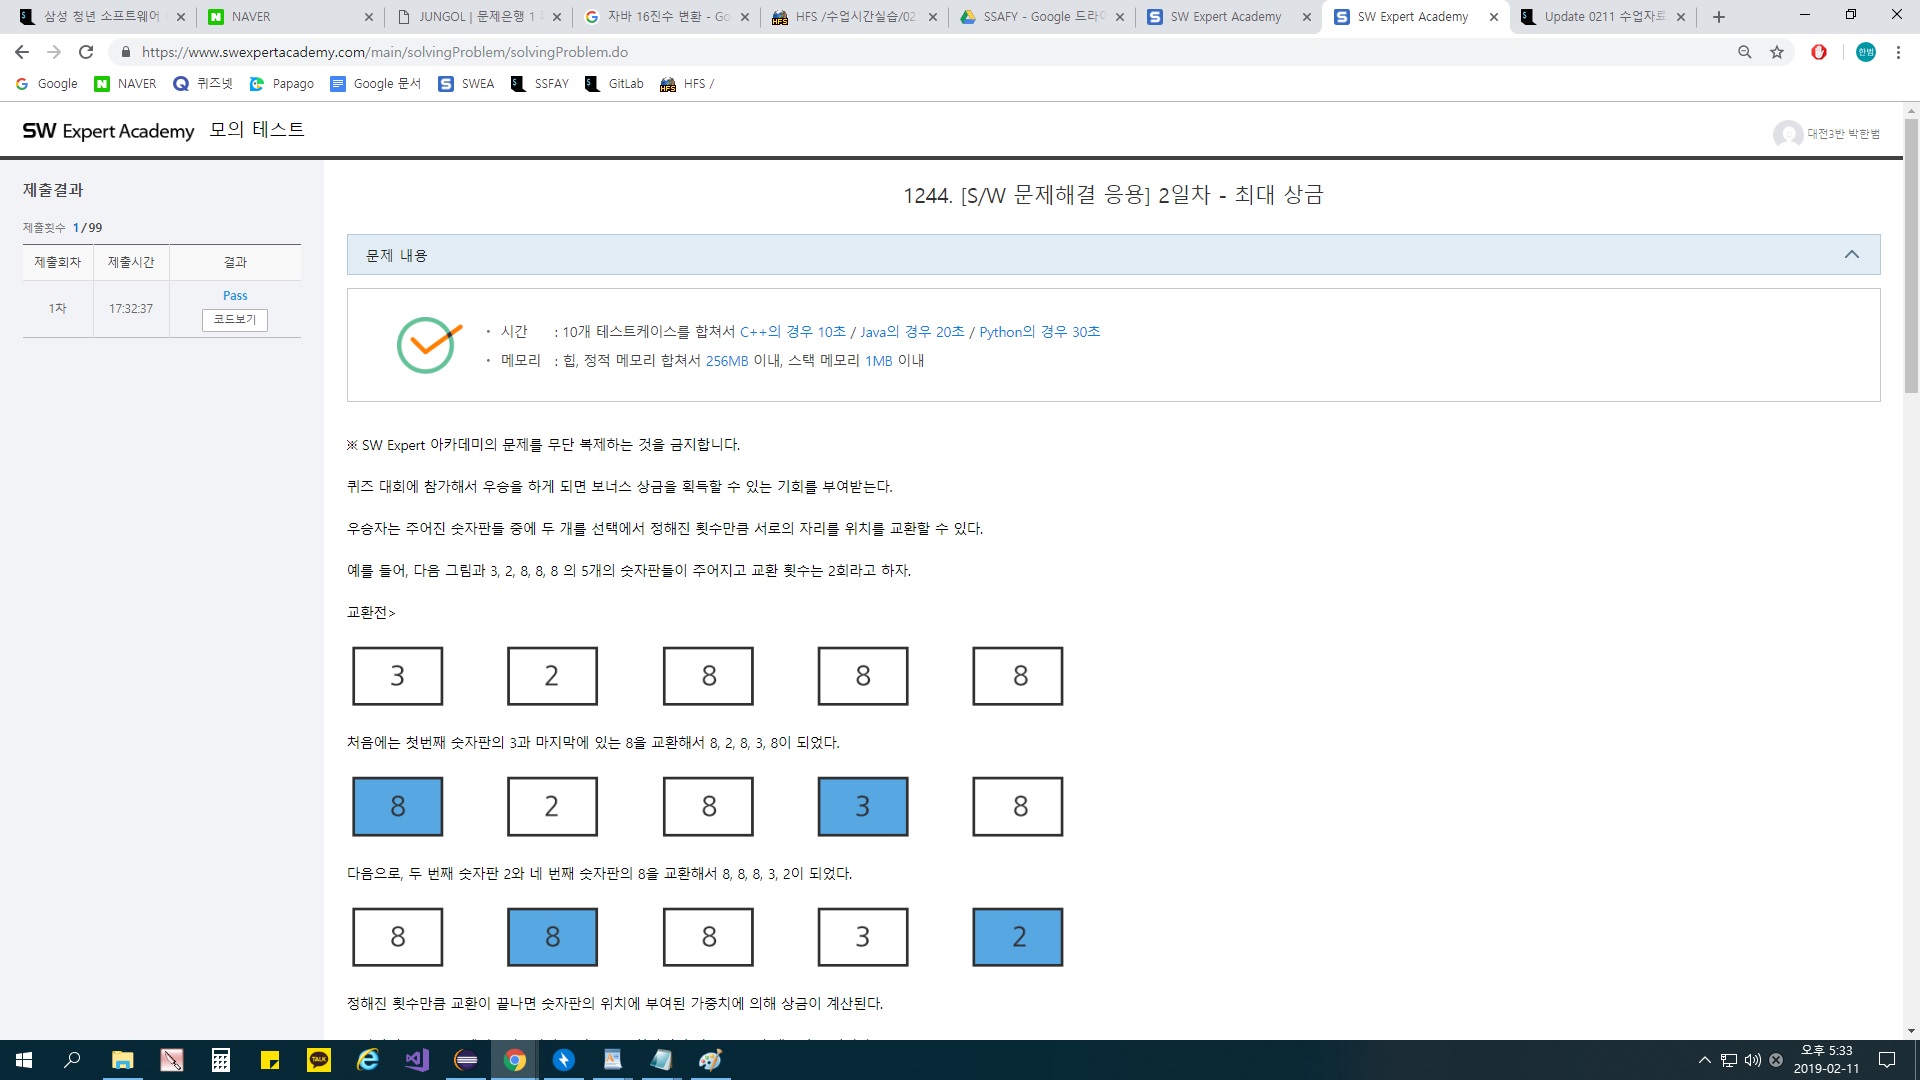 삼성 청년 소프트웨어
NAVER
JUNGOL | 문제은행 1
자바 16진수 변환 - Go
HFS /수업시간실습/02
SSAFY - Google 드라이
SW Expert Academy
SW Expert Academy
Update 0211 수업자료
https://www.swexpertacademy.com/main/solvingProblem/solvingProblem.do
한범
Google
NAVER
퀴즈넷
Papago
Google 문서
SWEA
SSFAY
GitLab
HFS /
SW Expert Academy 모의 테스트
대전3반 박한범
제출결과
제출횟수 1/99
제출회차 제출시간 결과
1차 17:32:37 Pass
코드보기
1244. [S/W 문제해결 응용] 2일차 - 최대 상금
문제 내용
・ 시간 : 10개 테스트케이스를 합쳐서 C++의 경우 10초 / Java의 경우 20초 / Python의 경우 30초
・ 메모리 : 힙, 정적 메모리 합쳐서 256MB 이내, 스택 메모리 1MB 이내
※ SW Expert 아카데미의 문제를 무단 복제하는 것을 금지합니다.
퀴즈 대회에 참가해서 우승을 하게 되면 보너스 상금을 획득할 수 있는 기회를 부여받는다.
우승자는 주어진 숫자판들 중에 두 개를 선택에서 정해진 횟수만큼 서로의 자리를 위치를 교환할 수 있다.
예를 들어, 다음 그림과 3, 2, 8, 8, 8 의 5개의 숫자판들이 주어지고 교환 횟수는 2회라고 하자.
교환전>
3 2 8 8 8
처음에는 첫번째 숫자판의 3과 마지막에 있는 8을 교환해서 8, 2, 8, 3, 8이 되었다.
8 2 8 3 8
다음으로, 두 번째 숫자판 2와 네 번째 숫자판의 8을 교환해서 8, 8, 8, 3, 2이 되었다.
8 8 8 3 2
정해진 횟수만큼 교환이 끝나면 숫자판의 위치에 부여된 가중치에 의해 상금이 계산된다.
TALK
오후 5:33
2019-02-11